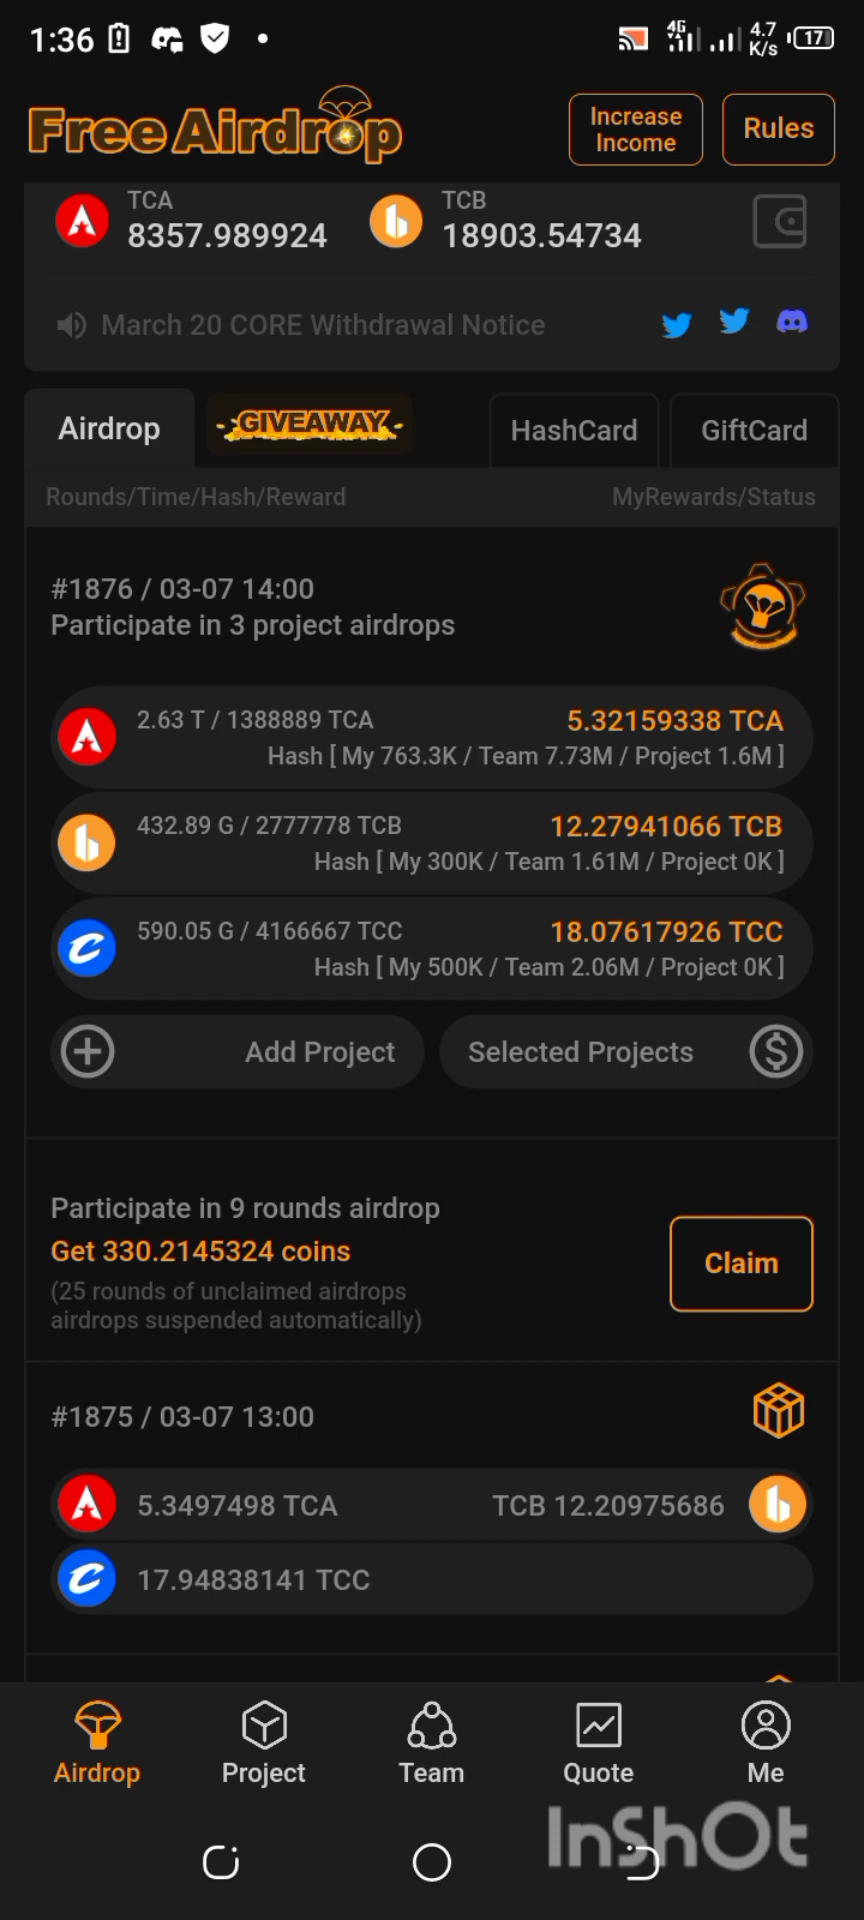 1:36
4G
4.7
K/s
17
Free Airdrop
Increase
Income
Rules
TCA
8357.989924
TCB
18903.54734
March 20 CORE Withdrawal Notice
Airdrop
GIVEAWAY
HashCard
GiftCard
Rounds/Time/Hash/Reward
MyRewards/Status
#1876 / 03-07 14:00
Participate in 3 project airdrops
2.63 T / 1388889 TCA
5.32159338 TCA
Hash [ My 763.3K / Team 7.73M / Project 1.6M ]
432.89 G / 2777778 TCB
12.27941066 TCB
Hash [ My 300K / Team 1.61M / Project 0K ]
590.05 G / 4166667 TCC
18.07617926 TCC
Hash [ My 500K / Team 2.06M / Project 0K ]
Add Project
Selected Projects
Participate in 9 rounds airdrop
Get 330.2145324 coins
(25 rounds of unclaimed airdrops
airdrops suspended automatically)
Claim
#1875 / 03-07 13:00
5.3497498 TCA
TCB 12.20975686
17.94838141 TCC
Airdrop
Project
Team
Quote
Me
InShOt